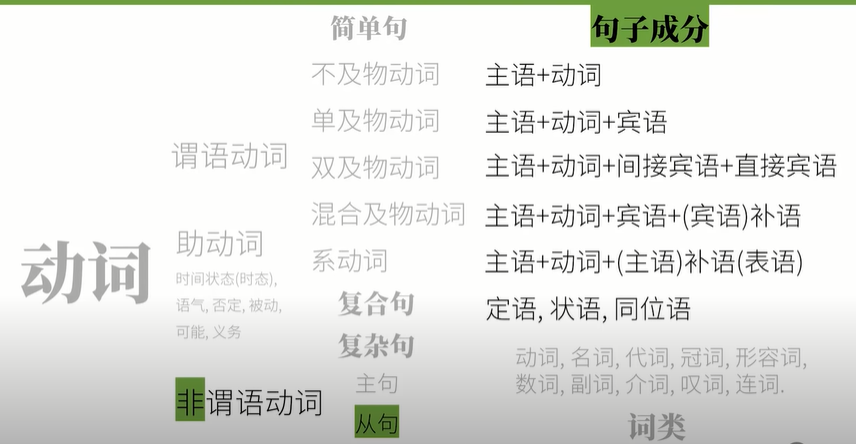 简单句
句子成分
不及物动词
主语+动词
单及物动词
主语+动词+宾语
谓语动词
双及物动词
主语+动词+间接宾语+直接宾语
混合及物动词
主语+动词+宾语+(宾语)补语
动词
助动词
时间状态(时态),
语气, 否定, 被动,
可能, 义务
系动词
主语+动词+(主语)补语(表语)
复合句
定语, 状语, 同位语
复杂句
动词, 名词, 代词, 冠词, 形容词,
数词, 副词, 介词, 叹词, 连词.
主句
非谓语动词
从句
词类